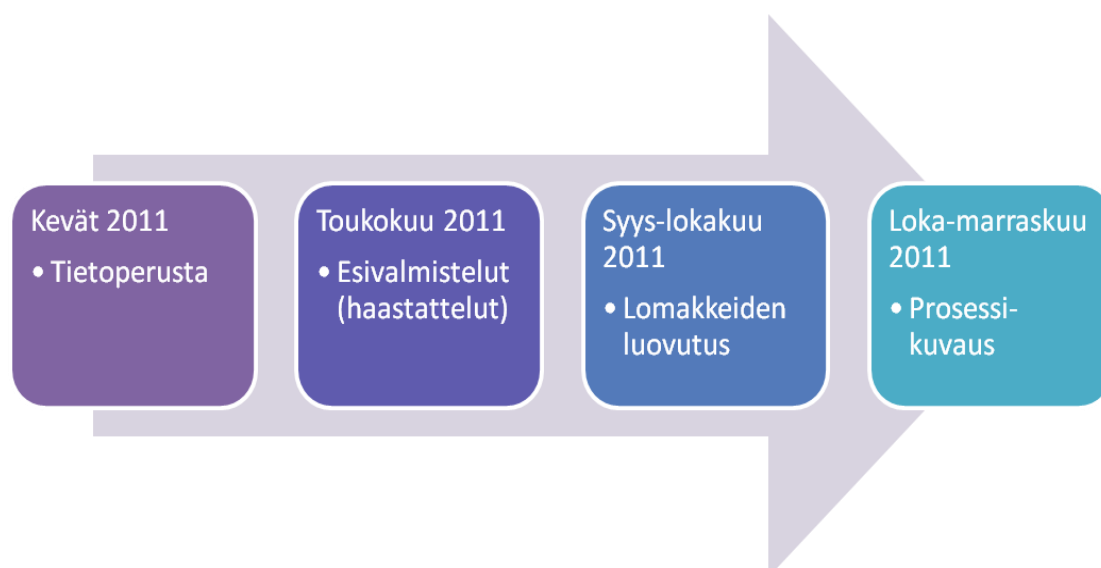 Kevät 2011
• Tietoperusta
Toukokuu 2011
• Esivalmistelut
(haastattelut)
Syys-lokakuu
2011
• Lomakkeiden
luovutus
Loka-marraskuu
2011
• Prosessi-
kuvaus